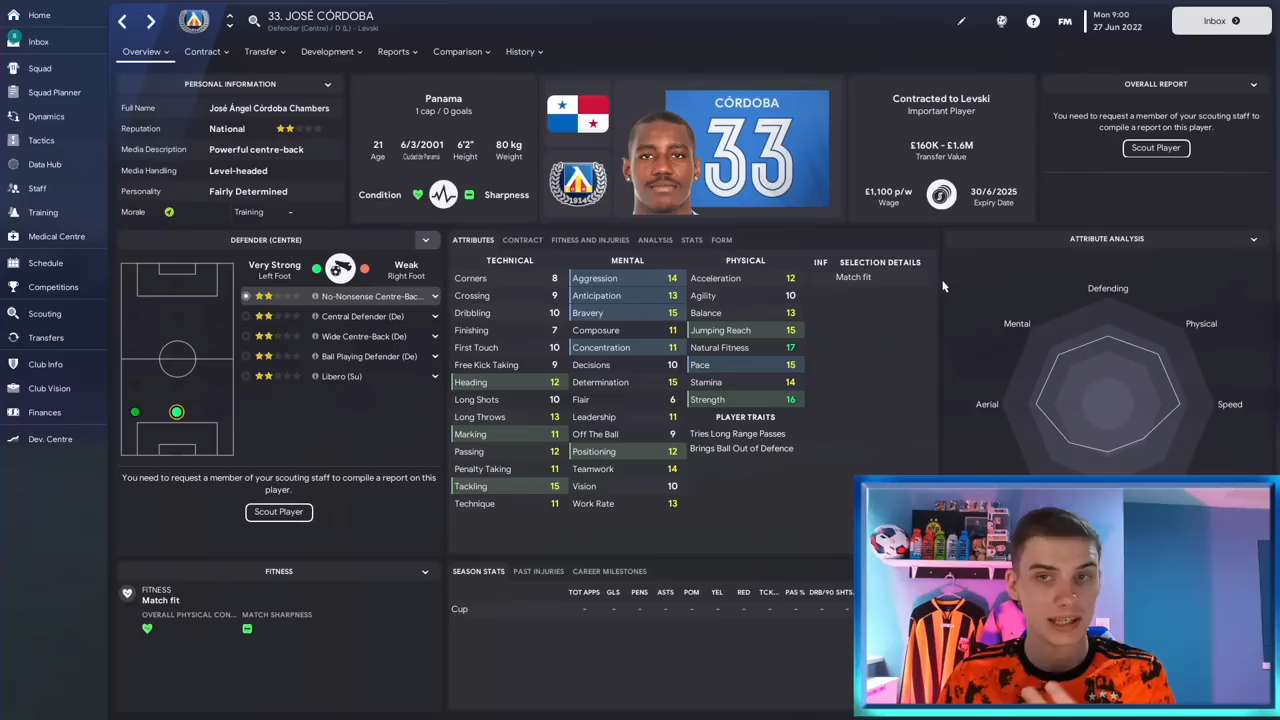 Home
8
Inbox
Squad
Squad Planner
Dynamics
Tactics
Data Hub
Staff
Training
Medical Centre
Schedule
Competitions
Scouting
Transfers
Club Info
Club Vision
Finances
Dev. Centre
33. JOSÉ CÓRDOBA
Defender (Centre) / D (L) - Levski
FM
Mon 9:00
27 Jun 2022
Inbox
Overview
Contract
Transfer
Development
Reports
Comparison
History
PERSONAL INFORMATION
Full Name José Ángel Córdoba Chambers
Reputation National
Media Description Powerful centre-back
Media Handling Level-headed
Personality Fairly Determined
Morale Training -
Panama
1 cap / 0 goals
21 6/3/2001 6'2" 80 kg
Age Ciudad de Panamá Height Weight
Condition Sharpness
1914
CÓRDOBA
33
Contracted to Levski
Important Player
£160K - £1.6M
Transfer Value
£1,100 p/w 30/6/2025
Wage Expiry Date
OVERALL REPORT
You need to request a member of your scouting staff to
compile a report on this player.
Scout Player
DEFENDER (CENTRE)
Very Strong Weak
Left Foot Right Foot
No-Nonsense Centre-Bac...
Central Defender (De)
Wide Centre-Back (De)
Ball Playing Defender (De)
Libero (Su)
You need to request a member of your scouting staff to compile a report on this
player.
Scout Player
ATTRIBUTES CONTRACT FITNESS AND INJURIES ANALYSIS STATS FORM
TECHNICAL
Corners 8
Crossing 9
Dribbling 10
Finishing 7
First Touch 10
Free Kick Taking 9
Heading 12
Long Shots 10
Long Throws 13
Marking 11
Passing 12
Penalty Taking 11
Tackling 15
Technique 11
MENTAL
Aggression 14
Anticipation 13
Bravery 15
Composure 11
Concentration 11
Decisions 10
Determination 15
Flair 6
Leadership 11
Off The Ball 9
Positioning 12
Teamwork 14
Vision 10
Work Rate 13
PHYSICAL
Acceleration 12
Agility 10
Balance 13
Jumping Reach 15
Natural Fitness 17
Pace 15
Stamina 14
Strength 16
PLAYER TRAITS
Tries Long Range Passes
Brings Ball Out of Defence
INF SELECTION DETAILS
Match fit
ATTRIBUTE ANALYSIS
Defending
Mental Physical
Aerial Speed
FITNESS
FITNESS
Match fit
OVERALL PHYSICAL CON... MATCH SHARPNESS
SEASON STATS PAST INJURIES CAREER MILESTONES
TOT APPS GLS PENS ASTS POM YEL RED TCK... PAS % DRB/90 SHTS.
Cup - - - - - - - - - - -